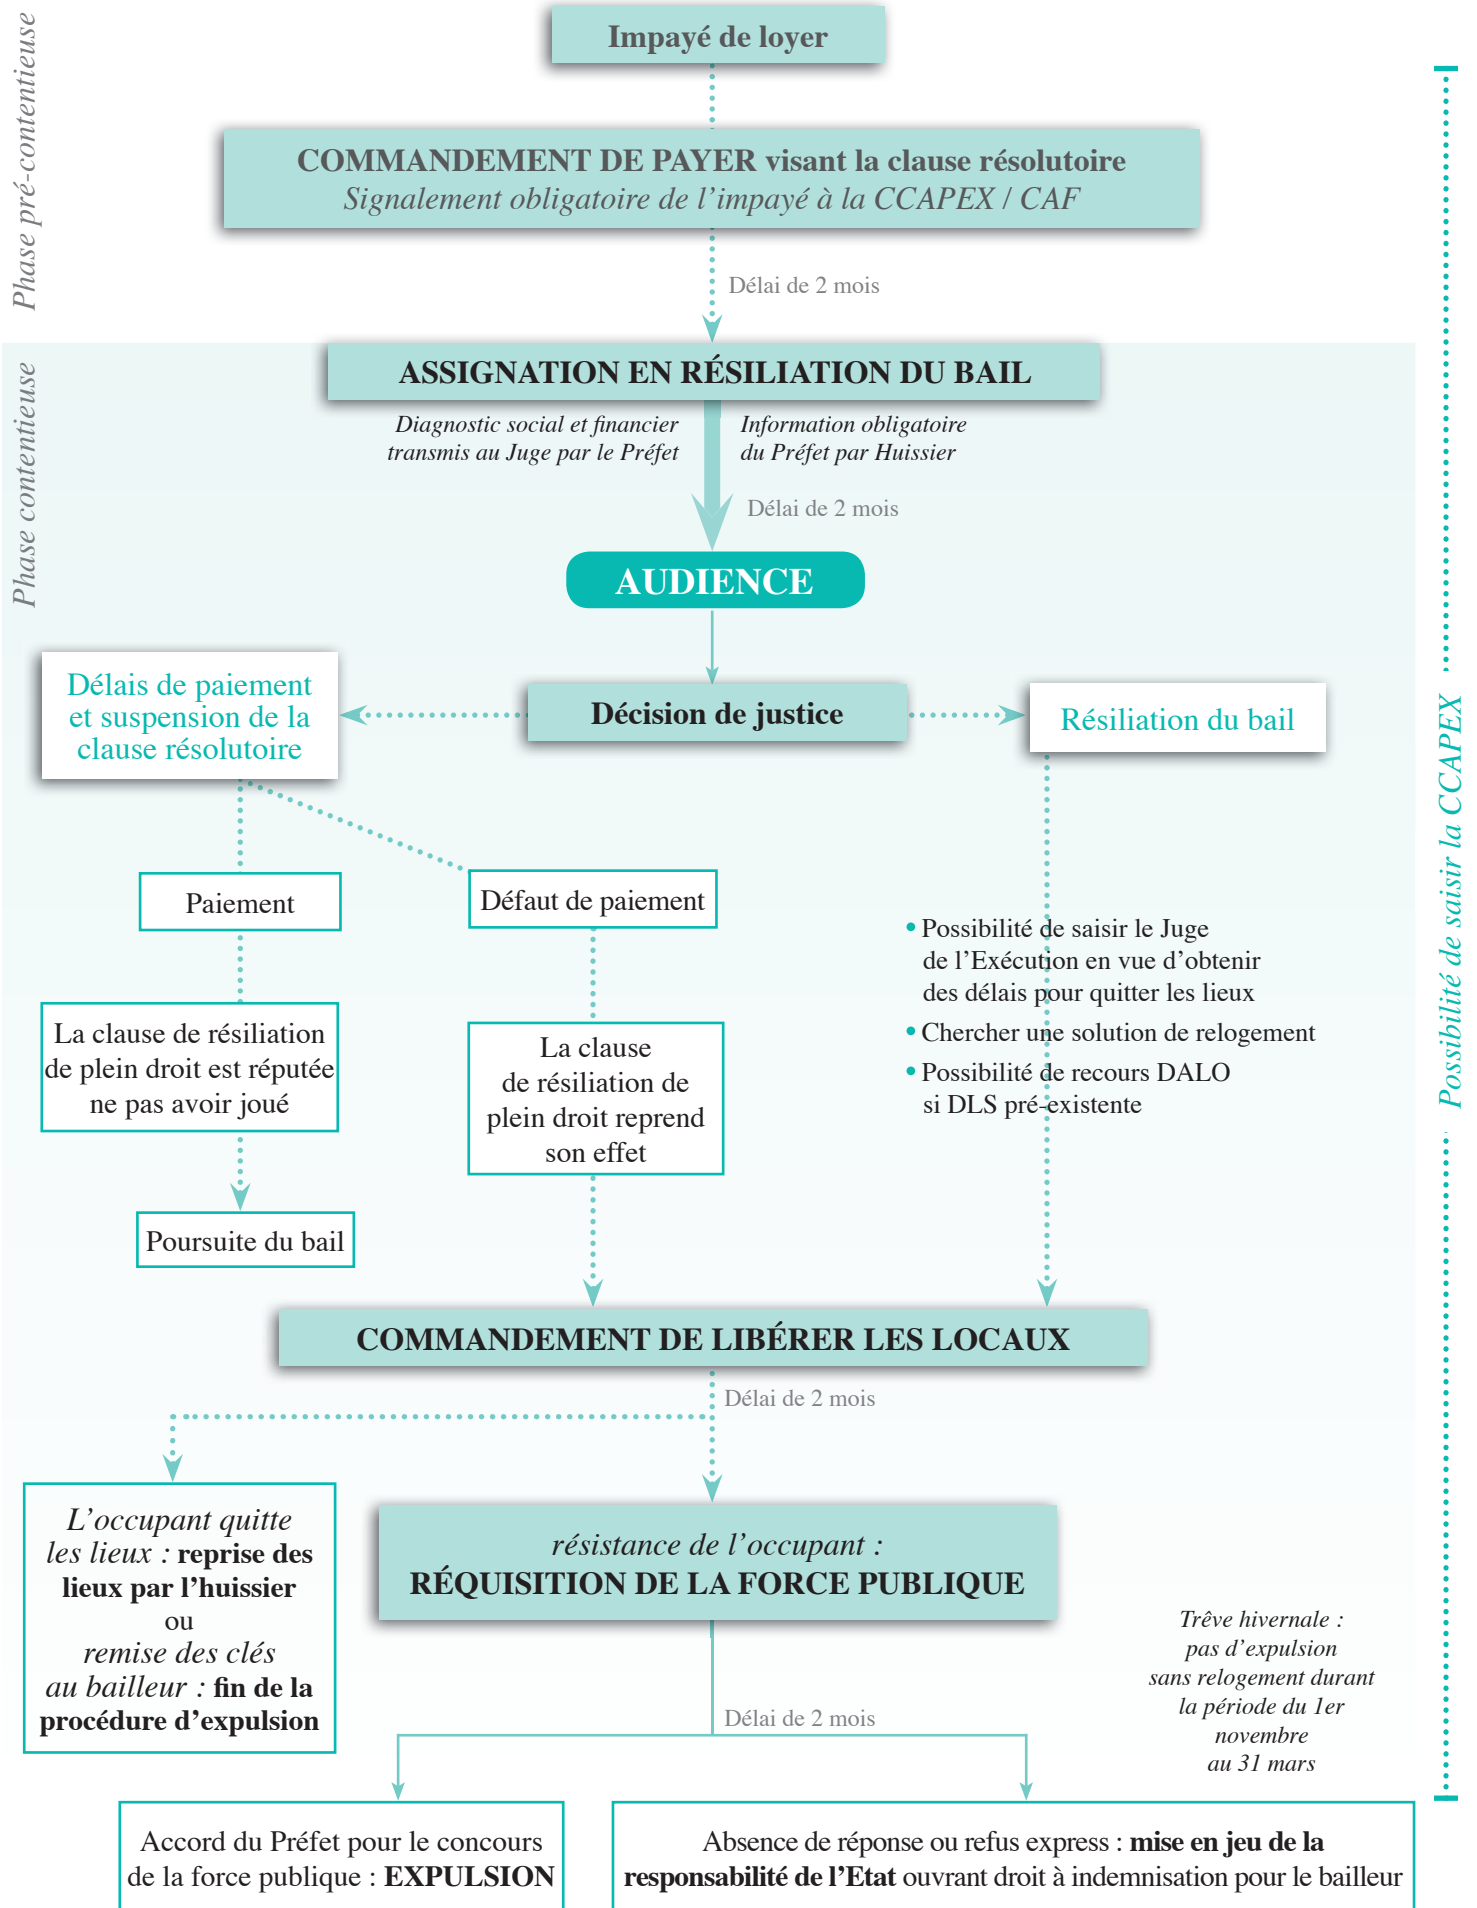 Phase pré-contentieuse
Impayé de loyer
COMMANDEMENT DE PAYER visant la clause résolutoire
Signalement obligatoire de l’impayé à la CCAPEX / CAF
Délai de 2 mois
Phase contentieuse
ASSIGNATION EN RÉSILIATION DU BAIL
Diagnostic social et financier
transmis au Juge par le Préfet
Information obligatoire
du Préfet par Huissier
Délai de 2 mois
AUDIENCE
Délais de paiement
et suspension de la
clause résolutoire
Décision de justice
Résiliation du bail
Possibilité de saisir la CCAPEX
Paiement
Défaut de paiement
La clause de résiliation
de plein droit est réputée
ne pas avoir joué
La clause
de résiliation de
plein droit reprend
son effet
• Possibilité de saisir le Juge
de l’Exécution en vue d’obtenir
des délais pour quitter les lieux
• Chercher une solution de relogement
• Possibilité de recours DALO
si DLS pré-existente
Poursuite du bail
COMMANDEMENT DE LIBÉRER LES LOCAUX
Délai de 2 mois
L’occupant quitte
les lieux : reprise des
lieux par l’huissier
ou
remise des clés
au bailleur : fin de la
procédure d’expulsion
résistance de l’occupant :
RÉQUISITION DE LA FORCE PUBLIQUE
Trêve hivernale :
pas d’expulsion
sans relogement durant
la période du 1er
novembre
au 31 mars
Délai de 2 mois
Accord du Préfet pour le concours
de la force publique : EXPULSION
Absence de réponse ou refus express : mise en jeu de la
responsabilité de l’Etat ouvrant droit à indemnisation pour le bailleur